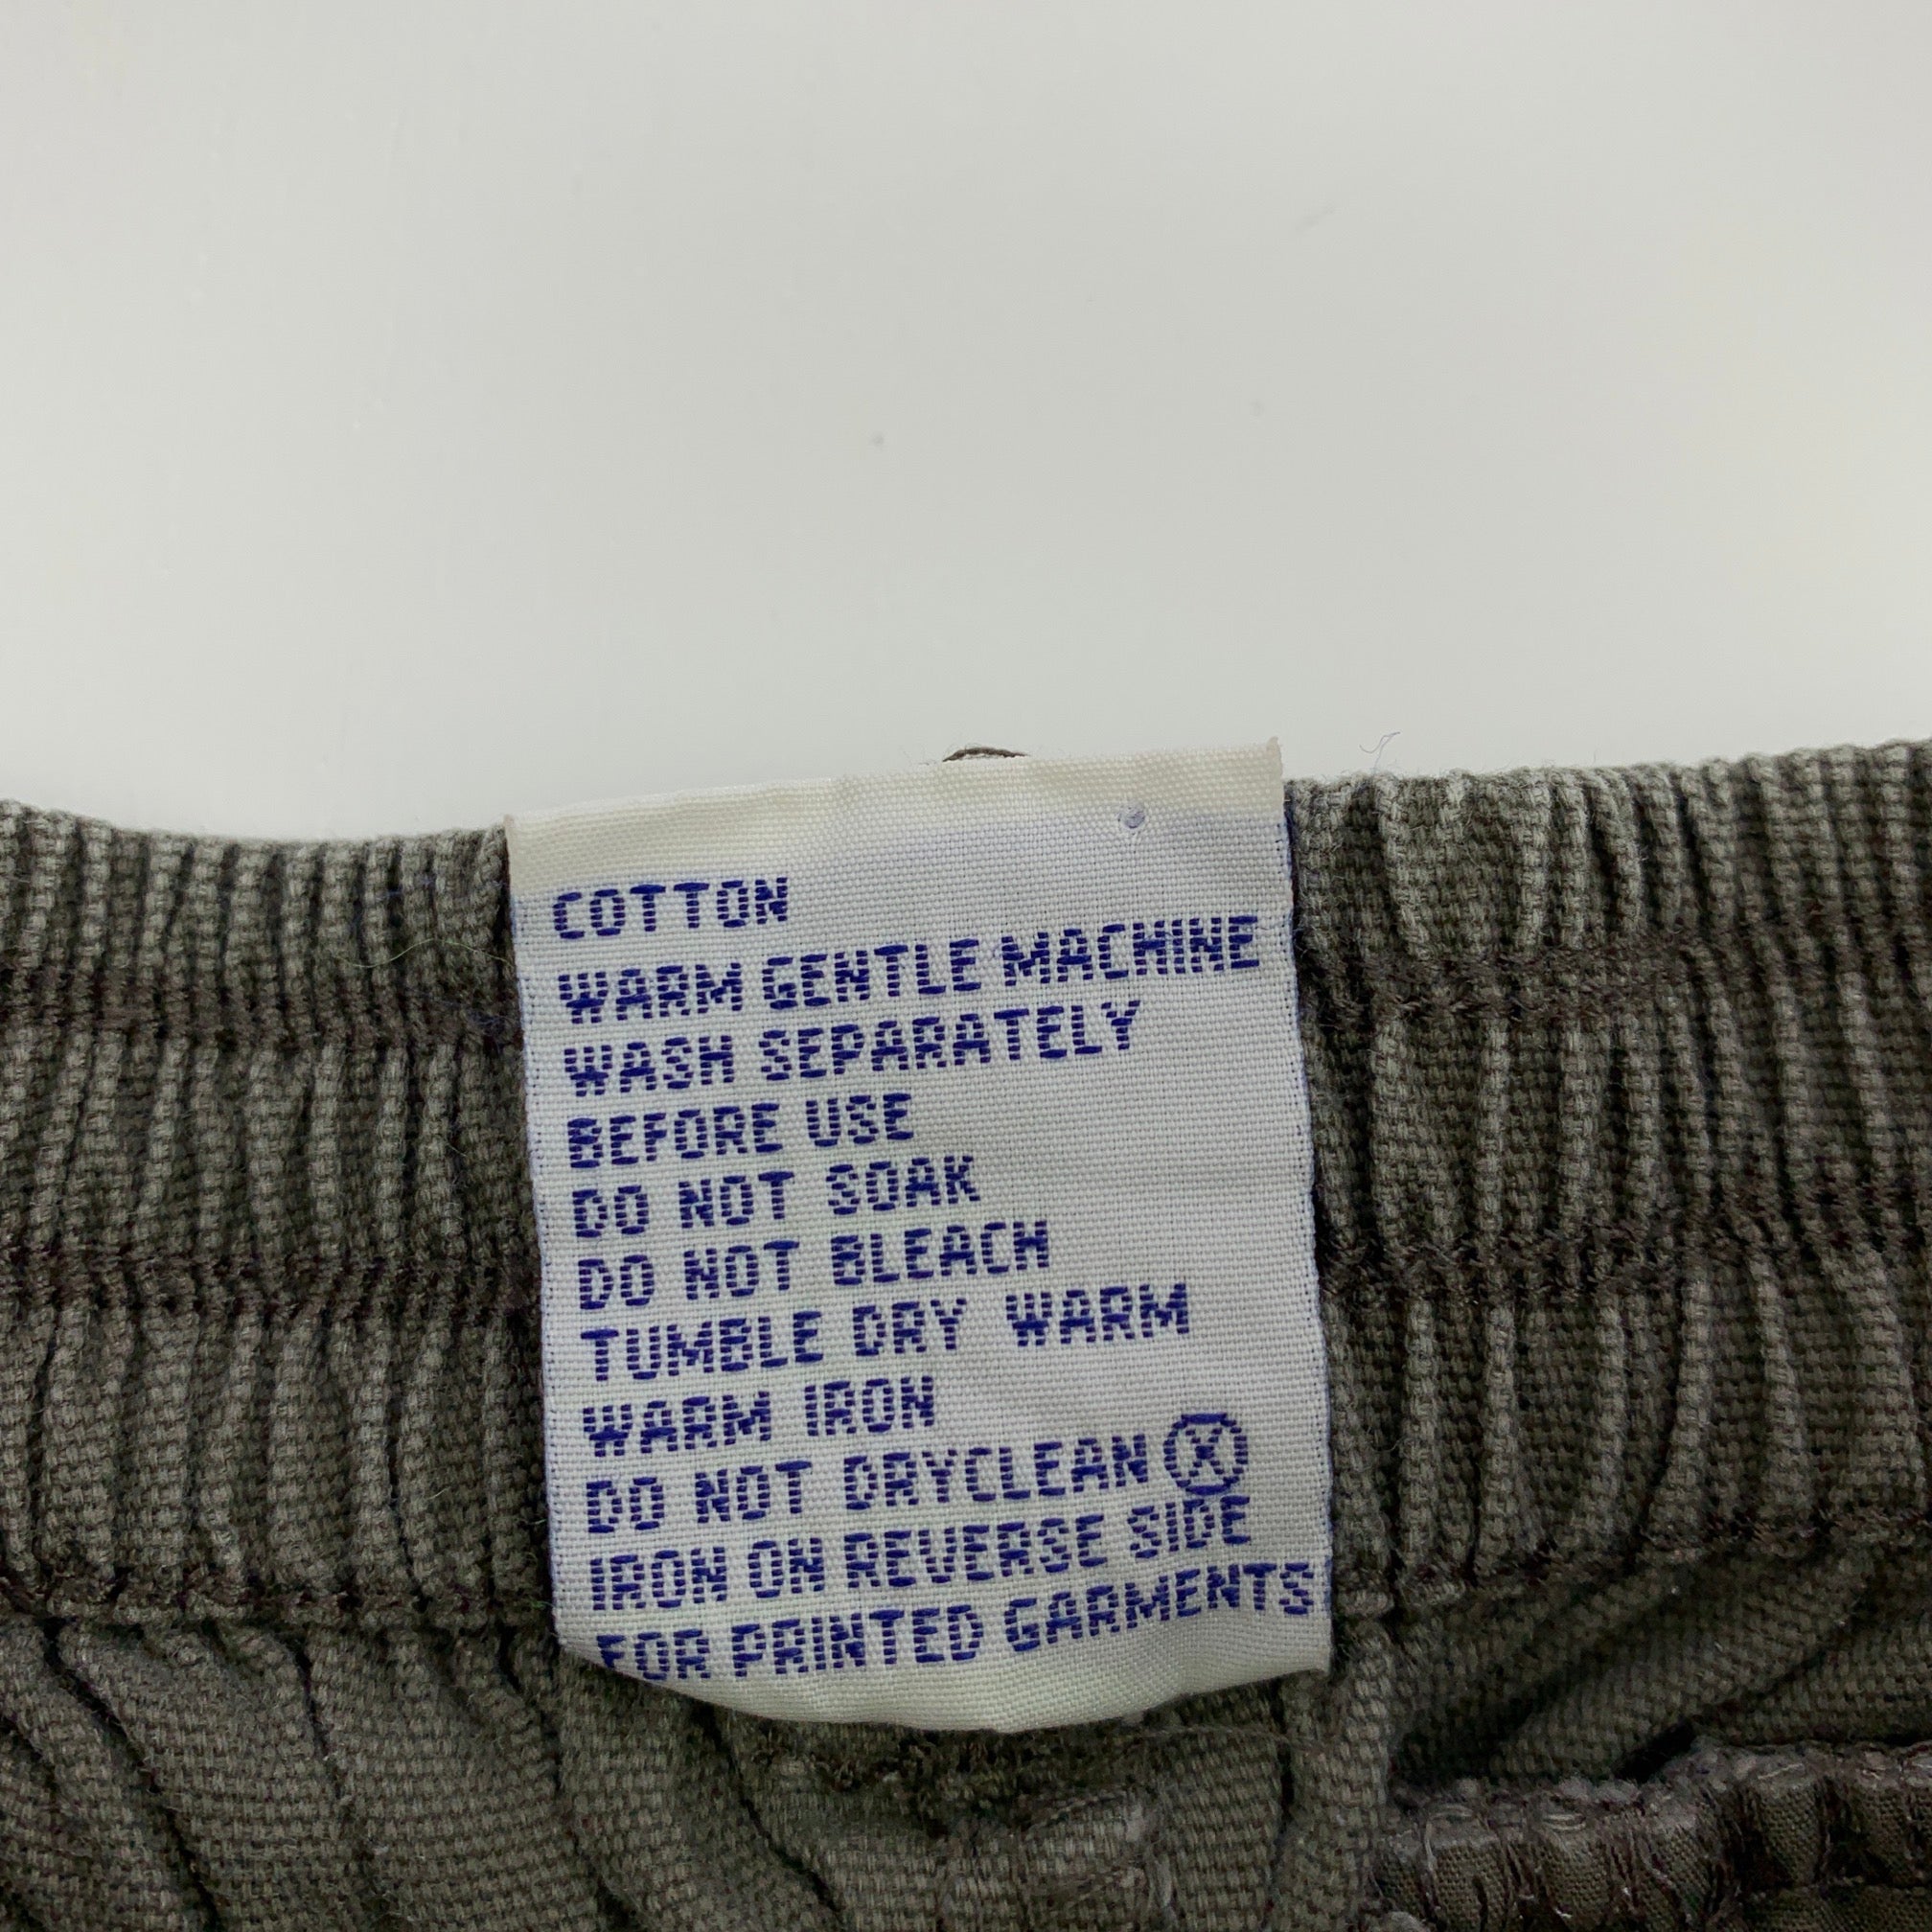 COTTON
WARM GENTLE MACHINE
WASH SEPARATELY
BEFORE USE
DO NOT SOAK
DO NOT BLEACH
TUMBLE DRY WARM
WARM IRON
DO NOT DRYCLEAN
IRON ON REVERSE SIDE
FOR PRINTED GARMENTS